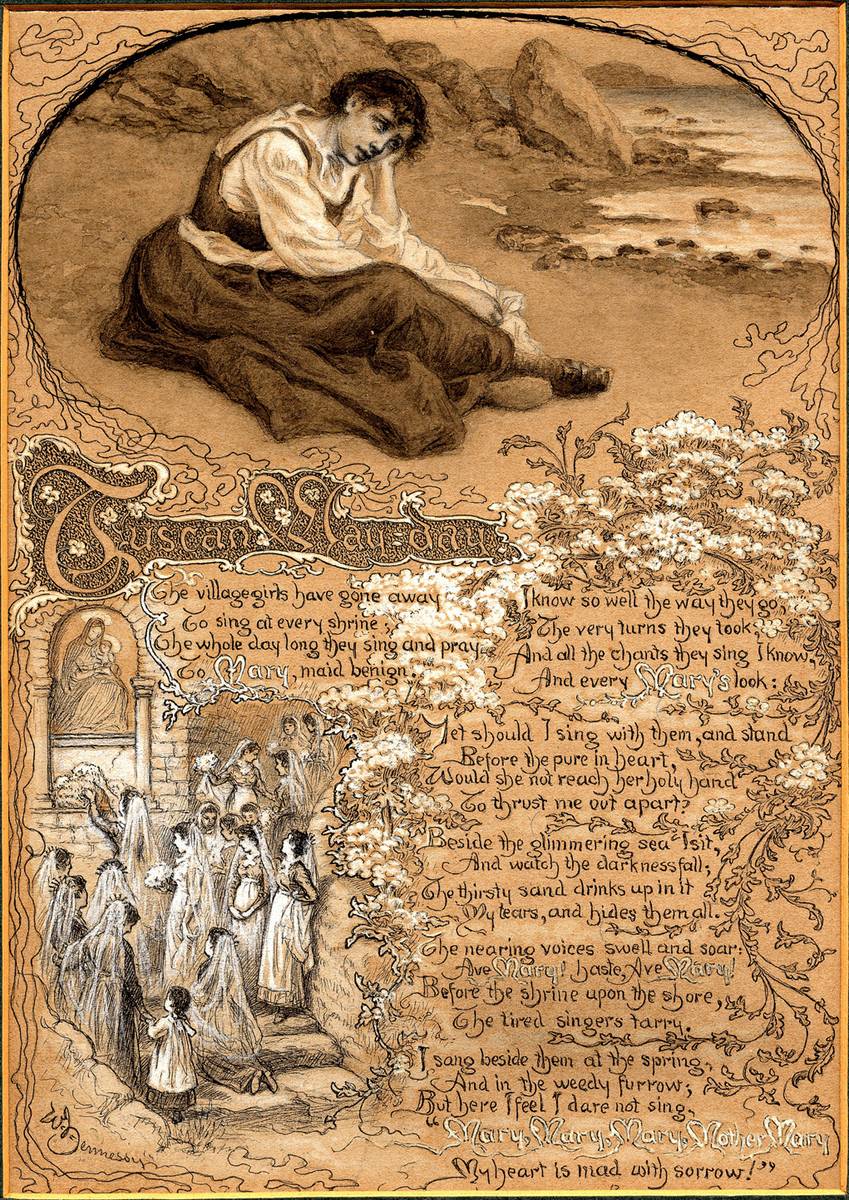 Tuscan May-day.
The village girls have gone away
To sing at every shrine;
The whole day long they sing and pray
To Mary, maid benign.
I know so well the way they go,
The very turns they took;
And all the chants they sing I know,
And every Mary's look:
Yet should I sing with them, and stand
Before the pure in heart,
Would she not reach her holy hand
To thrust me out apart?
Beside the glimmering sea I sit,
And watch the darkness fall;
The thirsty sand drinks up in it
My tears, and hides them all.
The nearing voices swell and soar:
Ave Mary! haste, Ave Mary!
Before the shrine upon the shore,
The tired singers tarry.
I sang beside them at the spring,
And in the weedy furrow;
But here I feel I dare not sing,
"Mary, Mary, Mary, Mother Mary
My heart is mad with sorrow!"
W.J. Hennessy